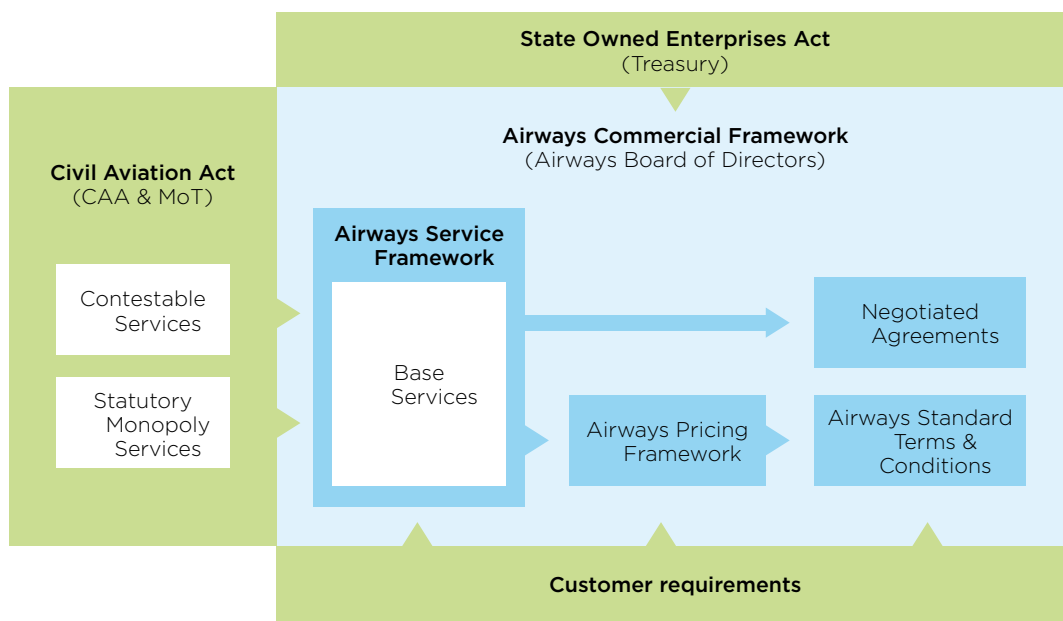 State Owned Enterprises Act
(Treasury)
Airways Commercial Framework
(Airways Board of Directors)
Civil Aviation Act
(CAA & MoT)
Airways Service
Framework
Contestable
Services
Negotiated
Agreements
Base
Services
Statutory
Monopoly
Services
Airways Pricing
Framework
Airways Standard
Terms &
Conditions
Customer requirements